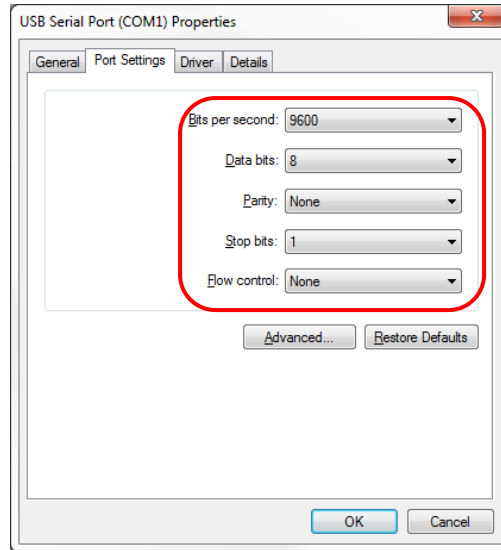 USB Serial Port (COM1) Properties
General Port Settings Driver Details
Bits per second: 9600
Data bits: 8
Parity: None
Stop bits: 1
Flow control: None
Advanced... Restore Defaults
OK Cancel